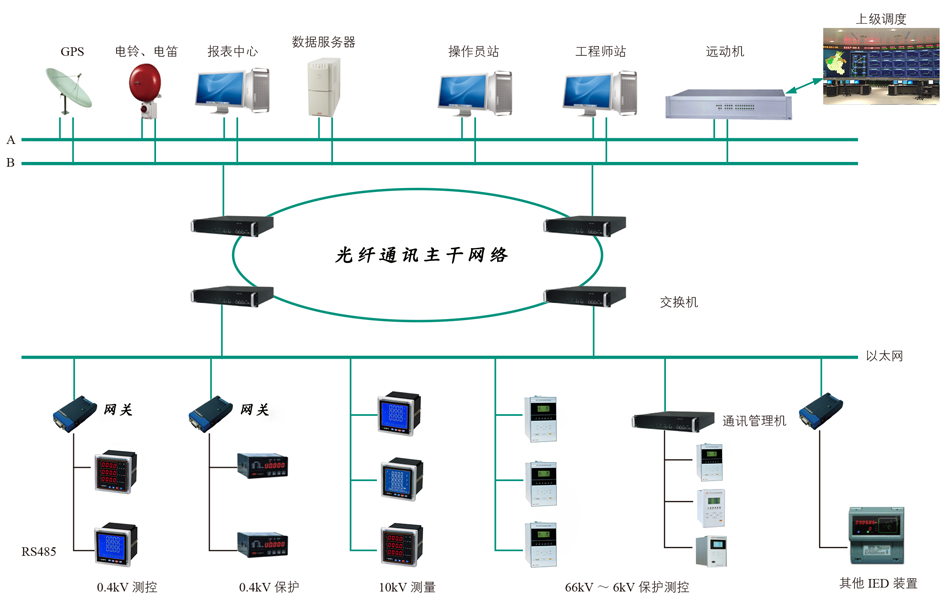 上级调度
GPS
电铃、电笛
报表中心
数据服务器
操作员站
工程师站
远动机
A
B
光纤通讯主干网络
交换机
以太网
网关
网关
通讯管理机
RS485
0.4kV 测控
0.4kV 保护
10kV 测量
66kV ～ 6kV 保护测控
其他 IED 装置